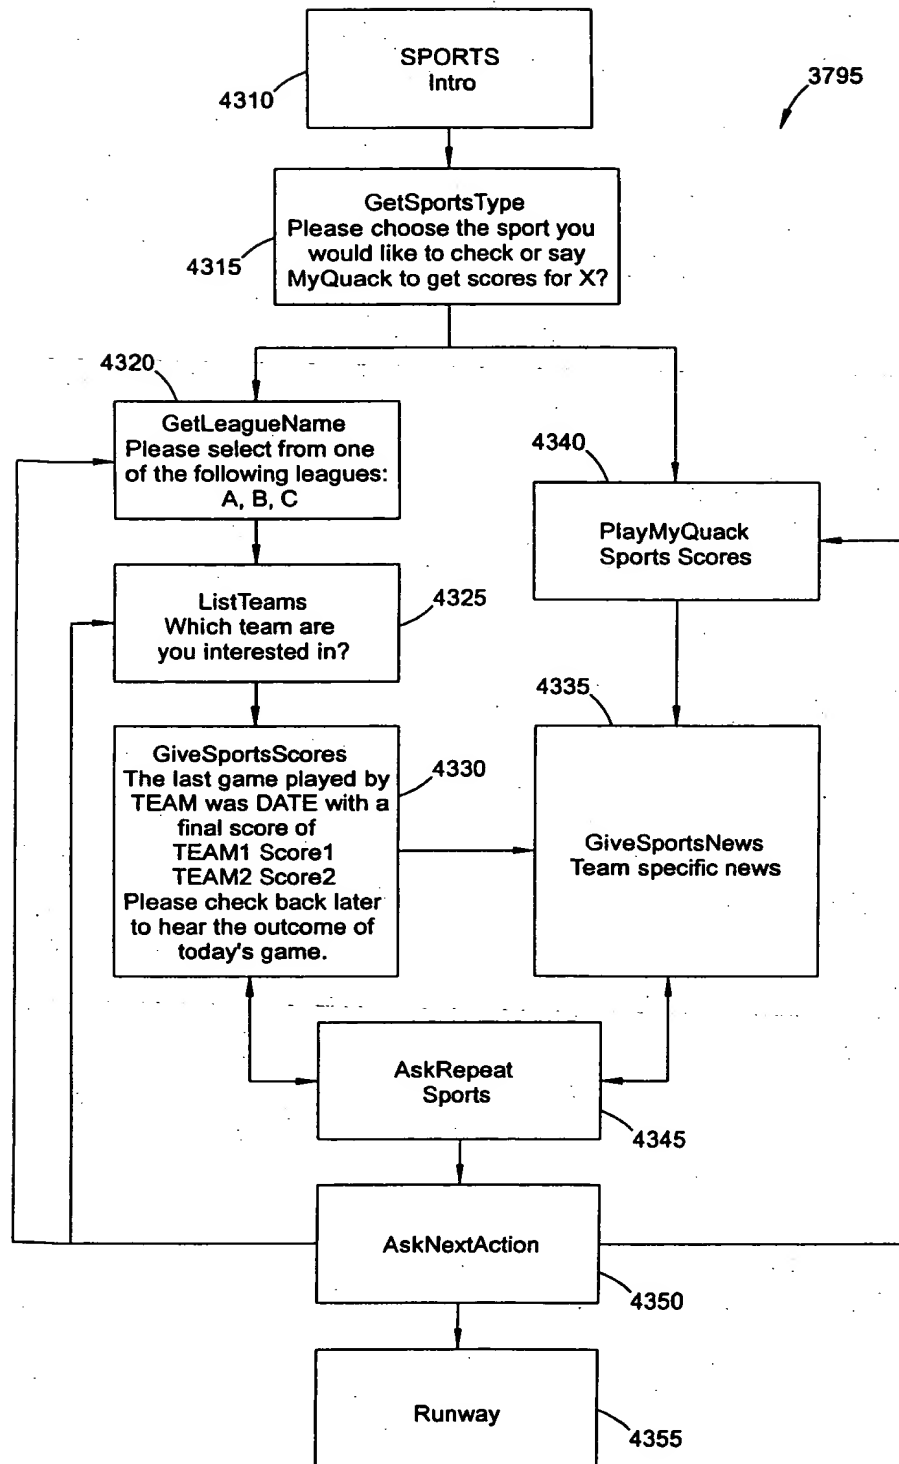 SPORTS
Intro
4310
3795
GetSportsType
Please choose the sport you
would like to check or say
MyQuack to get scores for X?
4315
4320
GetLeagueName
Please select from one
of the following leagues:
A, B, C
4340
PlayMyQuack
Sports Scores
ListTeams
Which team are
you interested in?
4325
4335
GiveSportsScores
The last game played by
TEAM was DATE with a
final score of
TEAM1 Score1
TEAM2 Score2
Please check back later
to hear the outcome of
today's game.
4330
GiveSportsNews
Team specific news
AskRepeat
Sports
4345
AskNextAction
4350
Runway
4355